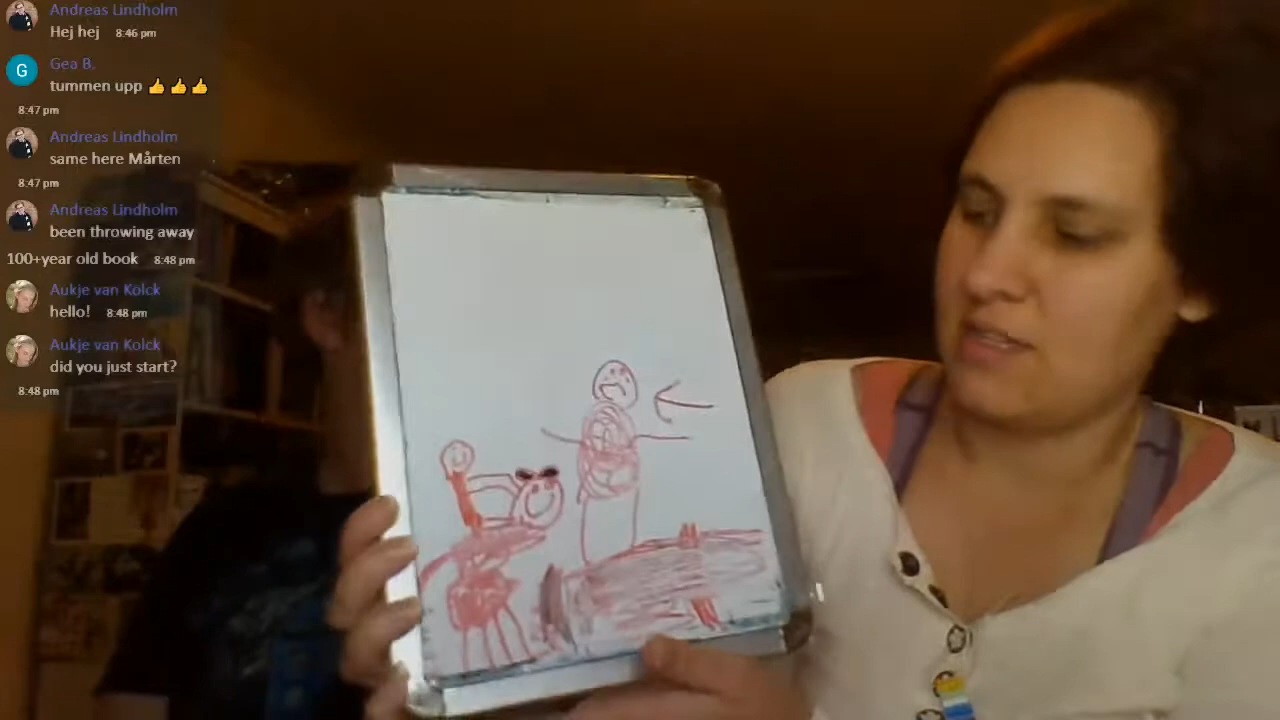 Andreas Lindholm
Hej hej 8:46 pm
G
Gea B.
tummen upp 👍👍👍
8:47 pm
Andreas Lindholm
same here Mårten
8:47 pm
Andreas Lindholm
been throwing away
100+year old book 8:48 pm
Aukje van Kolck
hello! 8:48 pm
Aukje van Kolck
did you just start?
8:48 pm